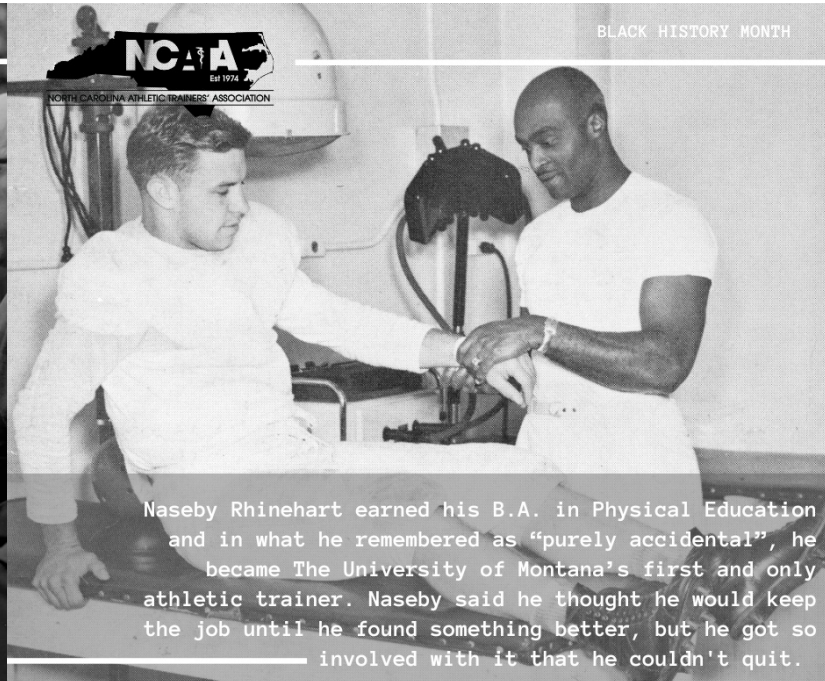 BLACK HISTORY MONTH
NCATA
Est 1974
NORTH CAROLINA ATHLETIC TRAINERS' ASSOCIATION
Naseby Rhinehart earned his B.A. in Physical Education
and in what he remembered as “purely accidental”, he
became The University of Montana’s first and only
athletic trainer. Naseby said he thought he would keep
the job until he found something better, but he got so
involved with it that he couldn't quit.